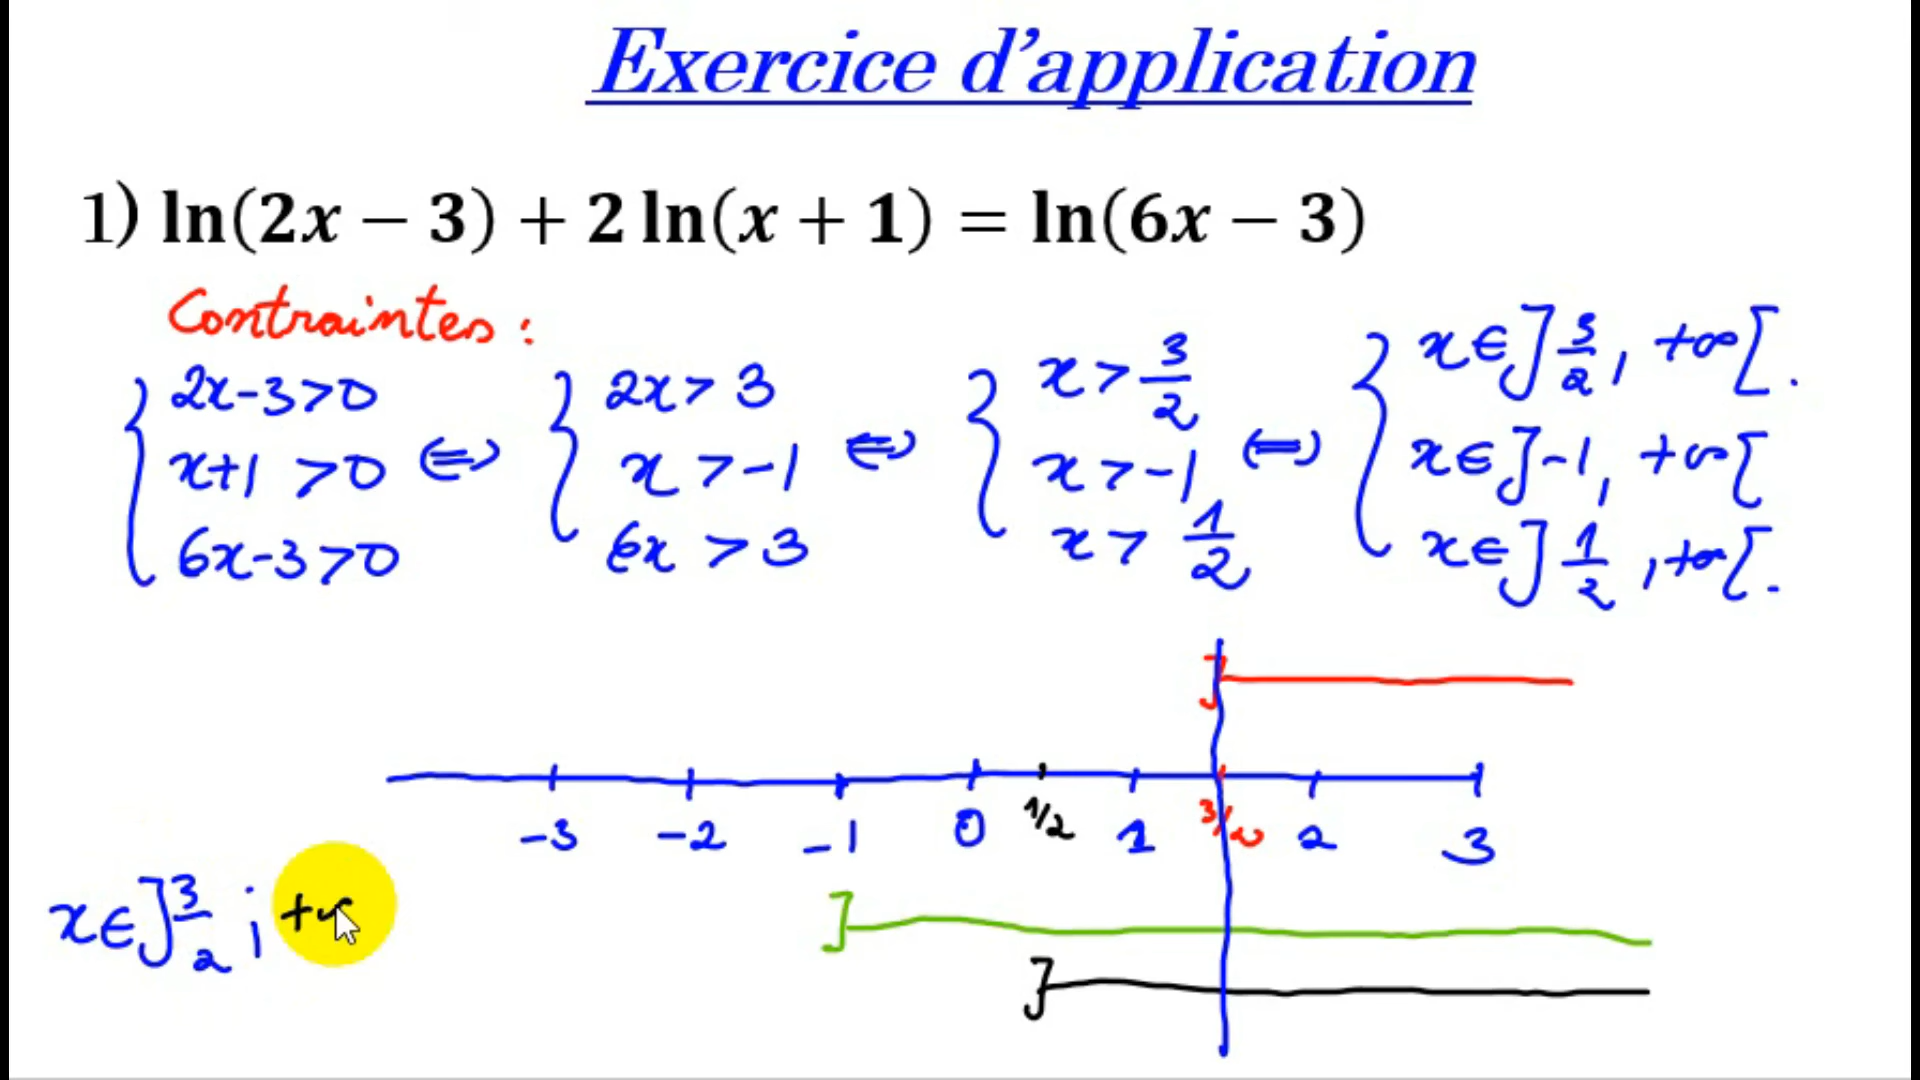 Exercice d'application
1) ln(2x − 3) + 2 ln(x + 1) = ln(6x − 3)
Contraintes :
{ 2x-3>0 { 2x > 3 { x > 3/2 { x ∈ ]3/2, +∞[.
x+1 >0 ⇔ x > -1 ⇔ x > -1 ⇔ x ∈ ]-1, +∞[
6x-3>0 6x > 3 x > 1/2 x ∈ ]1/2, +∞[.
-3 -2 -1 0 1/2 1 3/2 2 3
x ∈ ]3/2 ; +